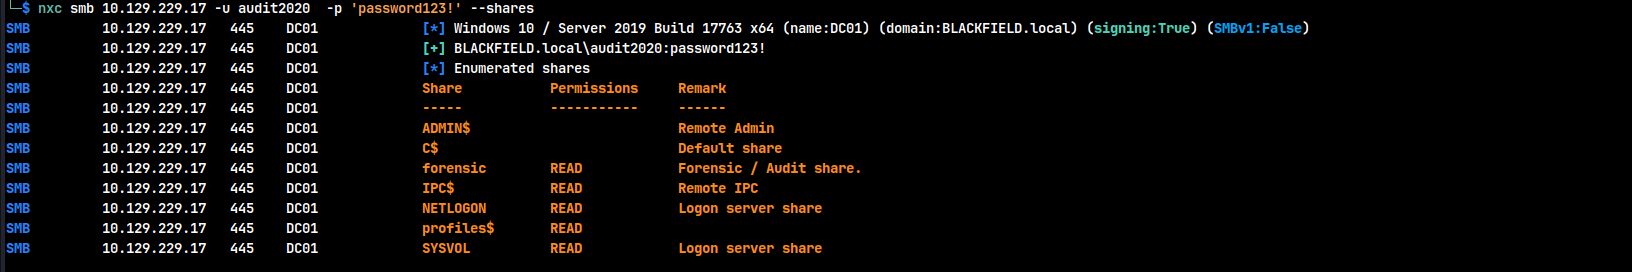 └─$ nxc smb 10.129.229.17 -u audit2020  -p 'password123!' --shares
SMB         10.129.229.17   445    DC01             [*] Windows 10 / Server 2019 Build 17763 x64 (name:DC01) (domain:BLACKFIELD.local) (signing:True) (SMBv1:False)
SMB         10.129.229.17   445    DC01             [+] BLACKFIELD.local\audit2020:password123!
SMB         10.129.229.17   445    DC01             [*] Enumerated shares
SMB         10.129.229.17   445    DC01             Share           Permissions     Remark
SMB         10.129.229.17   445    DC01             -----           -----------     ------
SMB         10.129.229.17   445    DC01             ADMIN$                          Remote Admin
SMB         10.129.229.17   445    DC01             C$                              Default share
SMB         10.129.229.17   445    DC01             forensic        READ            Forensic / Audit share.
SMB         10.129.229.17   445    DC01             IPC$            READ            Remote IPC
SMB         10.129.229.17   445    DC01             NETLOGON        READ            Logon server share
SMB         10.129.229.17   445    DC01             profiles$       READ
SMB         10.129.229.17   445    DC01             SYSVOL          READ            Logon server share